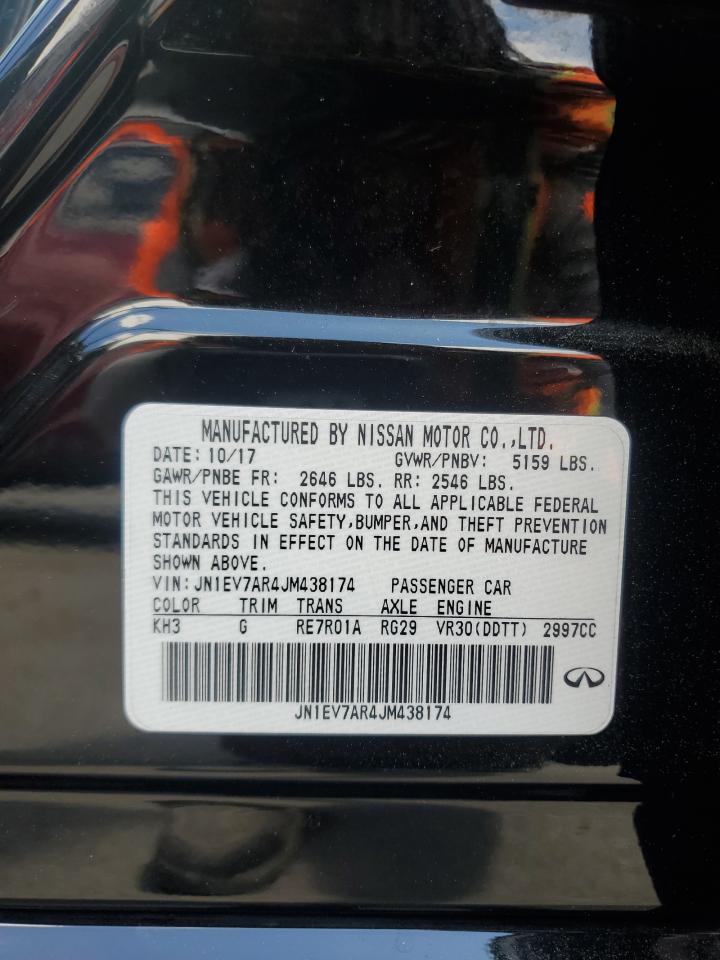 MANUFACTURED BY NISSAN MOTOR CO.,LTD.
DATE: 10/17 GVWR/PNBV: 5159 LBS.
GAWR/PNBE FR: 2646 LBS. RR: 2546 LBS.
THIS VEHICLE CONFORMS TO ALL APPLICABLE FEDERAL
MOTOR VEHICLE SAFETY,BUMPER,AND THEFT PREVENTION
STANDARDS IN EFFECT ON THE DATE OF MANUFACTURE
SHOWN ABOVE.
VIN: JN1EV7AR4JM438174 PASSENGER CAR
COLOR TRIM TRANS AXLE ENGINE
KH3 G RE7R01A RG29 VR30(DDTT) 2997CC
JN1EV7AR4JM438174